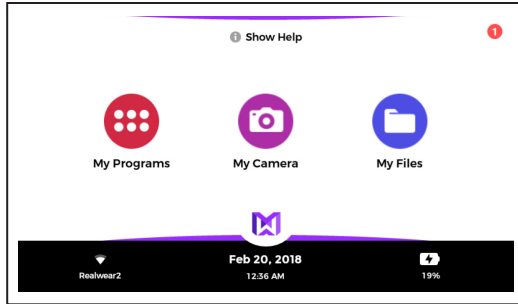 Show Help
1
My Programs
My Camera
My Files
Feb 20, 2018
Realwear2
12:36 AM
19%